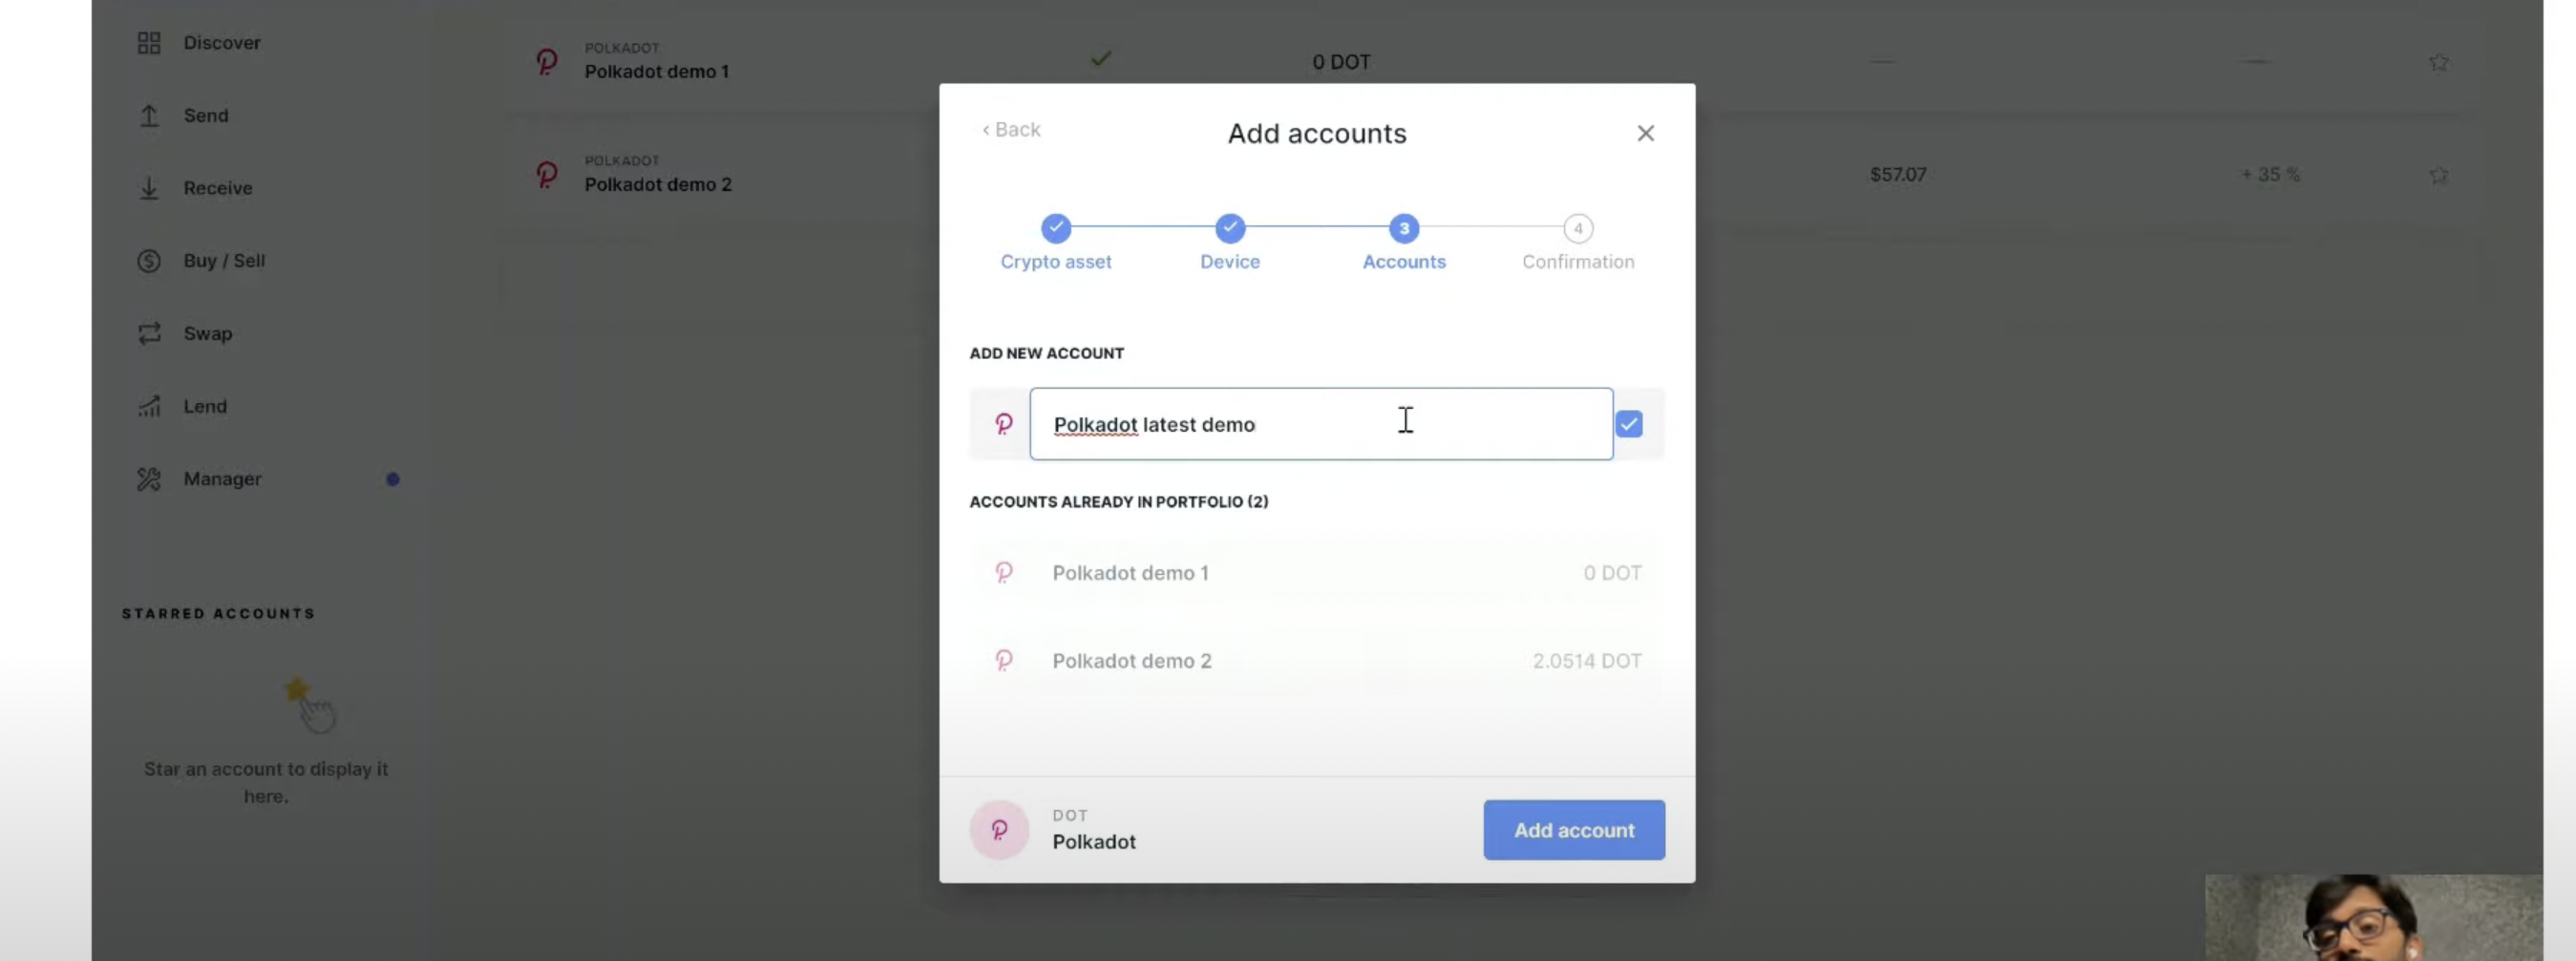 Discover
Send
Receive
Buy / Sell
Swap
Lend
Manager
STARRED ACCOUNTS
Star an account to display it
here.
POLKADOT
Polkadot demo 1
0 DOT
POLKADOT
Polkadot demo 2
$57.07
+ 35 %
‹ Back
Add accounts
3
4
Crypto asset
Device
Accounts
Confirmation
ADD NEW ACCOUNT
Polkadot latest demo
ACCOUNTS ALREADY IN PORTFOLIO (2)
Polkadot demo 1
0 DOT
Polkadot demo 2
2.0514 DOT
DOT
Polkadot
Add account